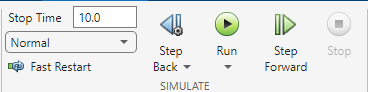 Stop Time 10.0
Normal
Fast Restart
Step Back
Run
Step Forward
Stop
SIMULATE